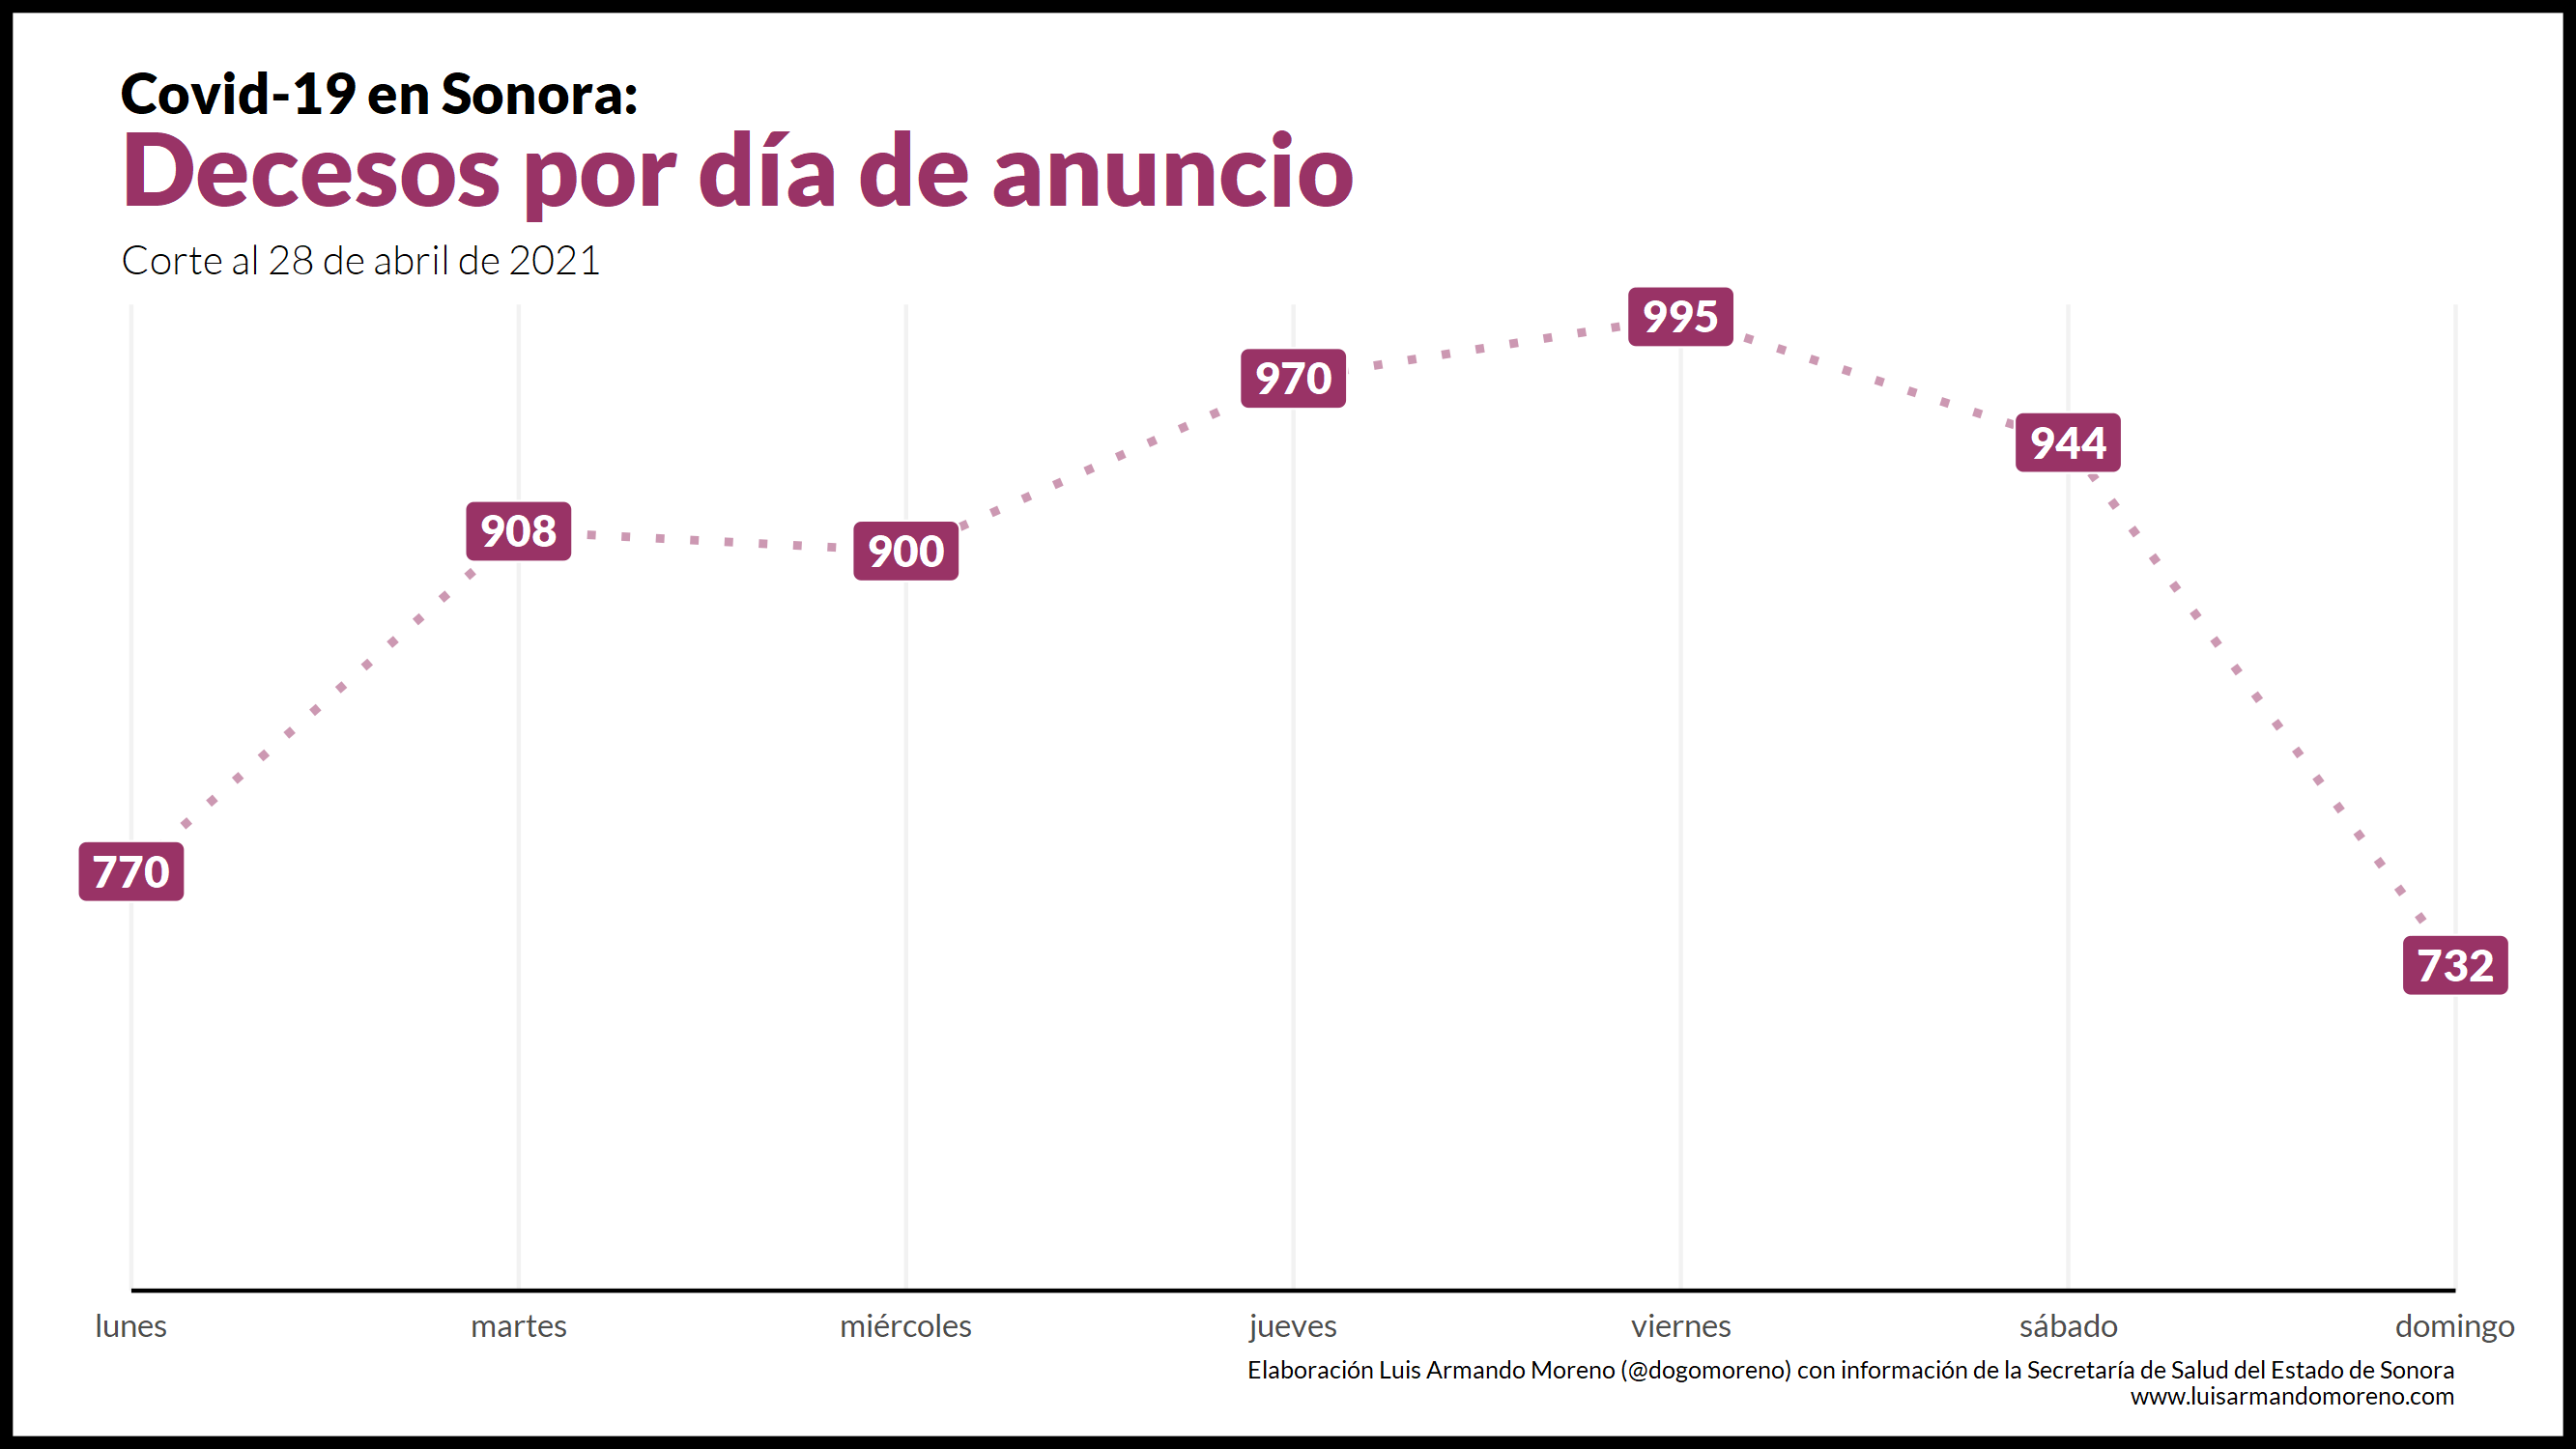 Covid-19 en Sonora:
Decesos por día de anuncio
Corte al 28 de abril de 2021
995
970
944
908
900
770
732
lunes martes miércoles jueves viernes sábado domingo
Elaboración Luis Armando Moreno (@dogomoreno) con información de la Secretaría de Salud del Estado de Sonora
www.luisarmandomoreno.com